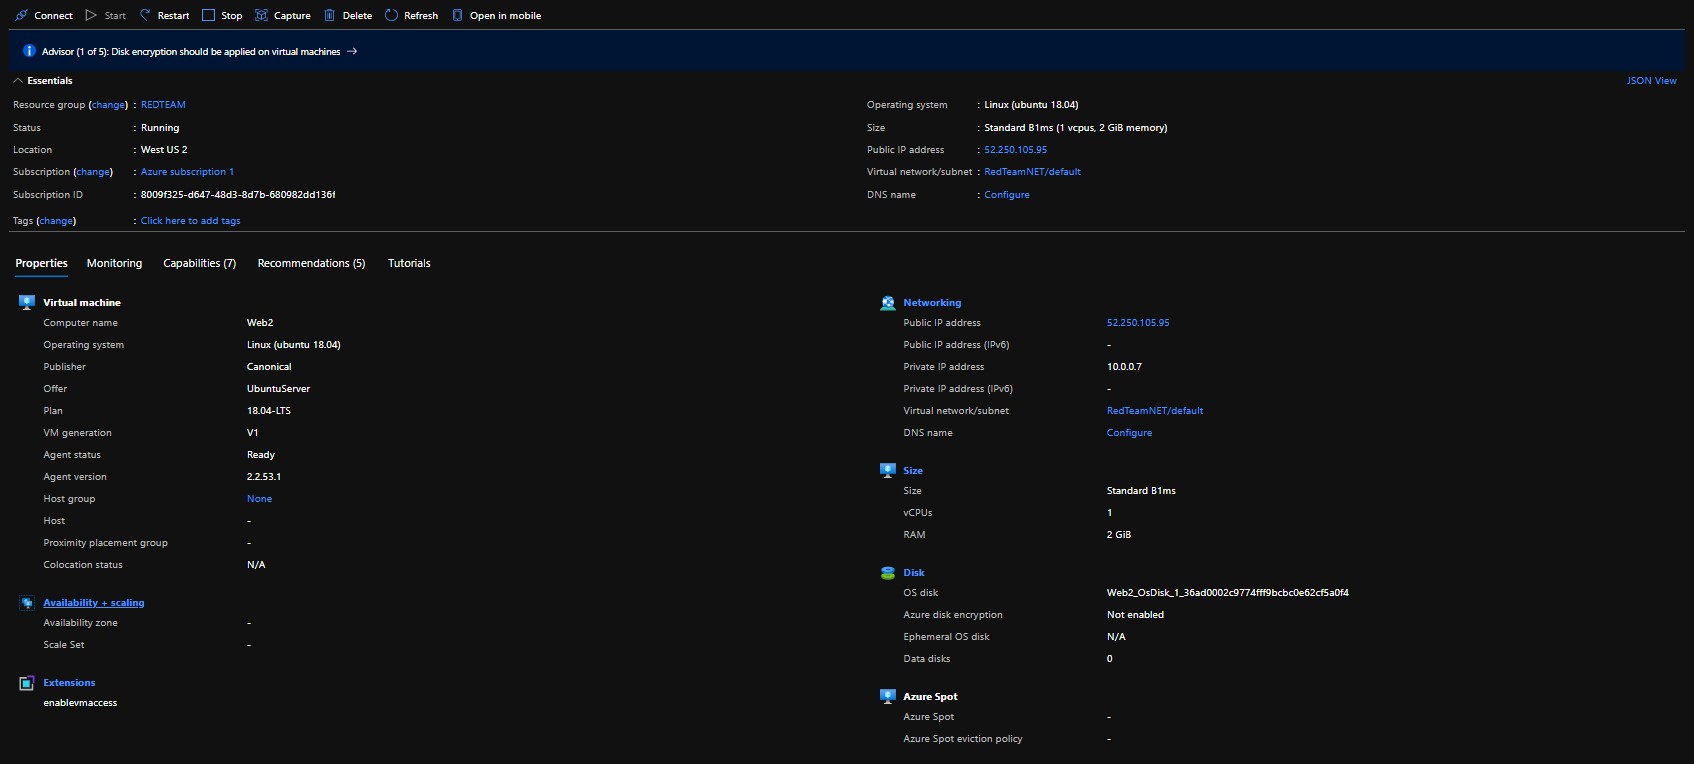 Connect Start Restart Stop Capture Delete Refresh Open in mobile
Advisor (1 of 5): Disk encryption should be applied on virtual machines →
Essentials
JSON View
Resource group (change) : REDTEAM
Status : Running
Location : West US 2
Subscription (change) : Azure subscription 1
Subscription ID : 8009f325-d647-48d3-8d7b-680982dd136f
Tags (change) : Click here to add tags
Operating system : Linux (ubuntu 18.04)
Size : Standard B1ms (1 vcpus, 2 GiB memory)
Public IP address : 52.250.105.95
Virtual network/subnet : RedTeamNET/default
DNS name : Configure
Properties Monitoring Capabilities (7) Recommendations (5) Tutorials
Virtual machine
Computer name Web2
Operating system Linux (ubuntu 18.04)
Publisher Canonical
Offer UbuntuServer
Plan 18.04-LTS
VM generation V1
Agent status Ready
Agent version 2.2.53.1
Host group None
Host -
Proximity placement group -
Colocation status N/A
Availability + scaling
Availability zone -
Scale Set -
Extensions
enablevmaccess
Networking
Public IP address 52.250.105.95
Public IP address (IPv6) -
Private IP address 10.0.0.7
Private IP address (IPv6) -
Virtual network/subnet RedTeamNET/default
DNS name Configure
Size
Size Standard B1ms
vCPUs 1
RAM 2 GiB
Disk
OS disk Web2_OsDisk_1_36ad0002c9774fff9bcbc0e62cf5a0f4
Azure disk encryption Not enabled
Ephemeral OS disk N/A
Data disks 0
Azure Spot
Azure Spot -
Azure Spot eviction policy -